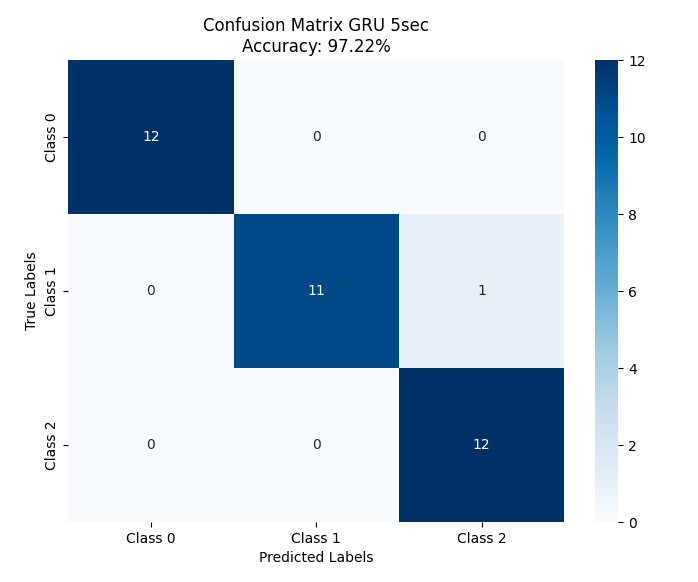 Confusion Matrix GRU 5sec
Accuracy: 97.22%
True Labels
Class 0
12 0 0
Class 1
0 11 1
Class 2
0 0 12
Class 0 Class 1 Class 2
Predicted Labels
12
10
8
6
4
2
0